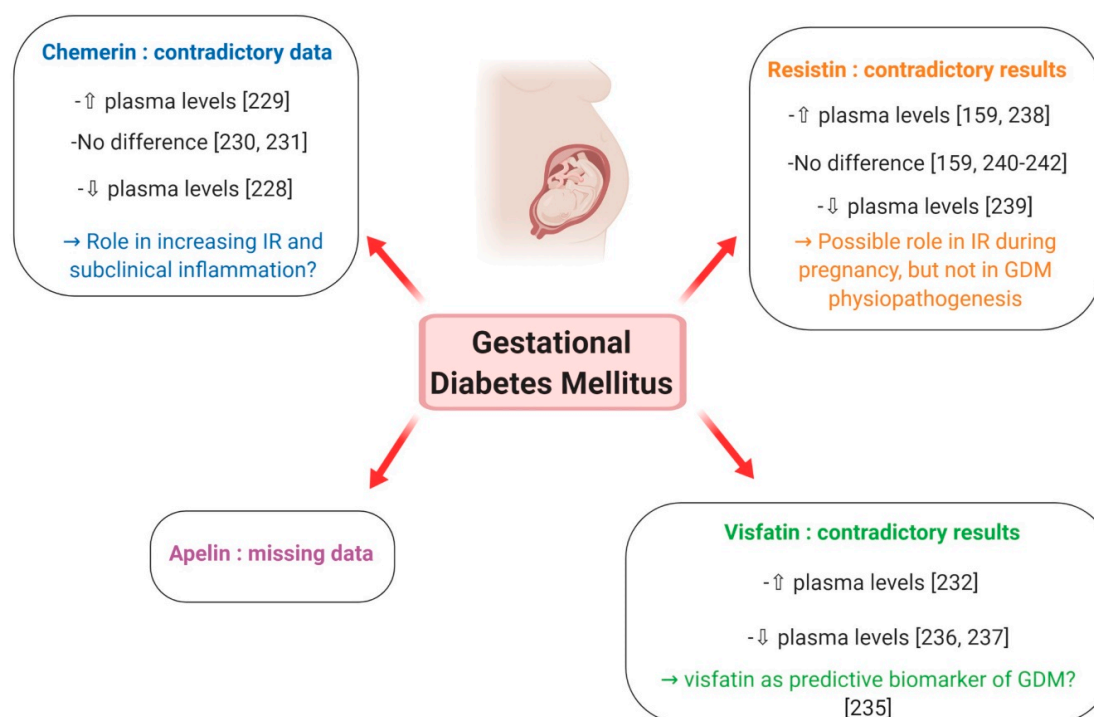 Chemerin : contradictory data
-⇧ plasma levels [229]
-No difference [230, 231]
-⇩ plasma levels [228]
→ Role in increasing IR and
subclinical inflammation?
Resistin : contradictory results
-⇧ plasma levels [159, 238]
-No difference [159, 240-242]
-⇩ plasma levels [239]
→ Possible role in IR during
pregnancy, but not in GDM
physiopathogenesis
Gestational
Diabetes Mellitus
Apelin : missing data
Visfatin : contradictory results
-⇧ plasma levels [232]
-⇩ plasma levels [236, 237]
→ visfatin as predictive biomarker of GDM?
[235]